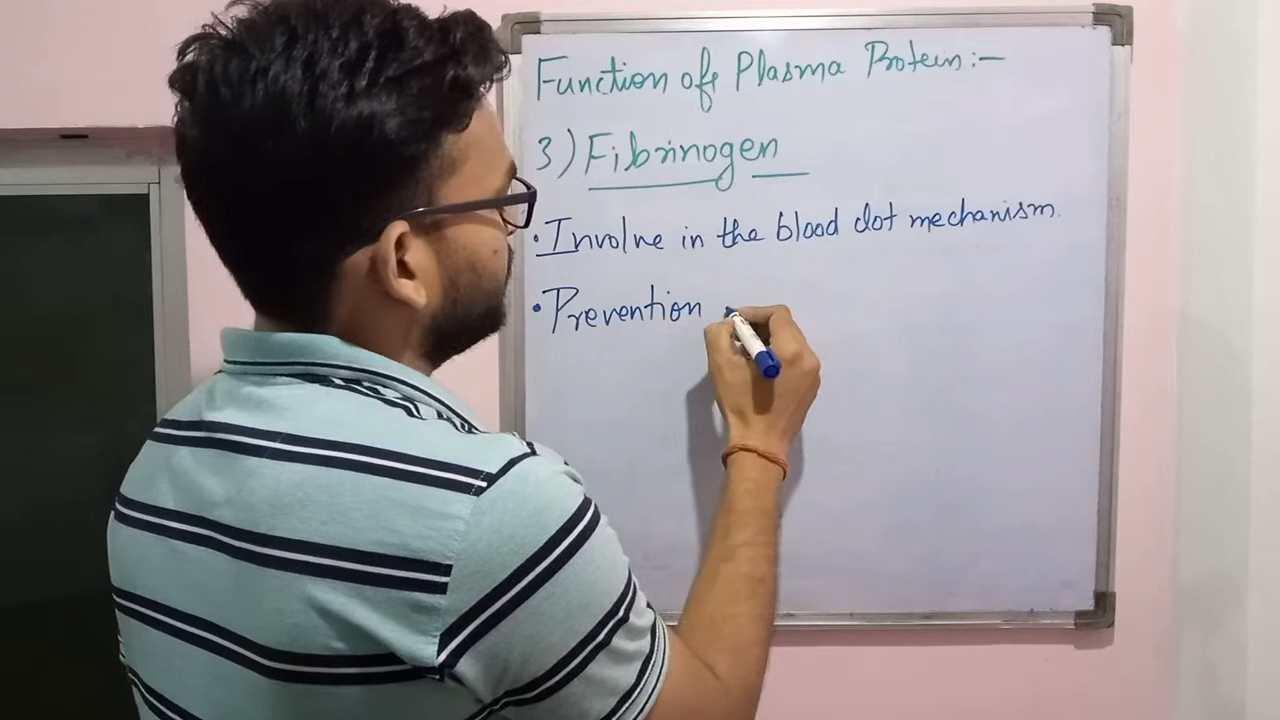 Function of Plasma Protein:-
3) Fibrinogen
• Involve in the blood clot mechanism.
• Prevention